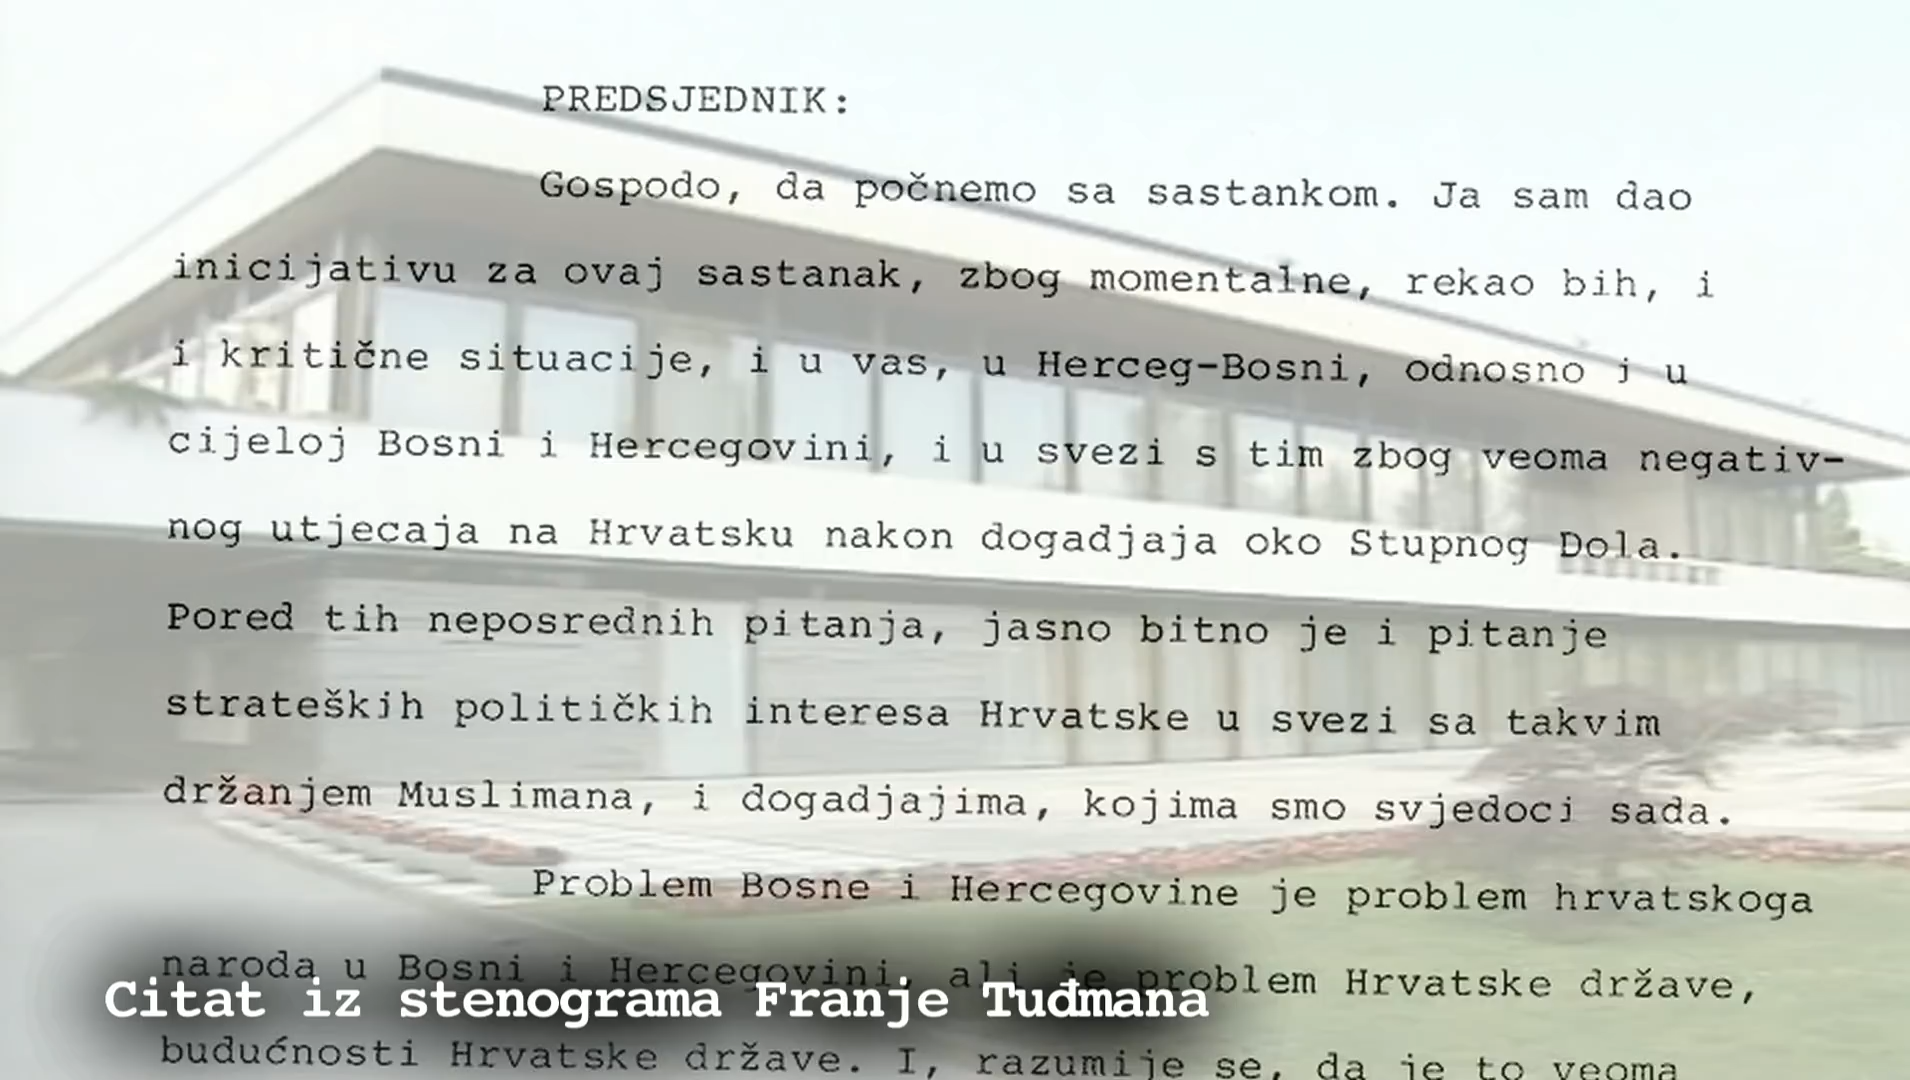 PREDSJEDNIK:
Gospodo, da počnemo sa sastankom. Ja sam dao
inicijativu za ovaj sastanak, zbog momentalne, rekao bih, i
i kritične situacije, i u vas, u Herceg-Bosni, odnosno j u
cijeloj Bosni i Hercegovini, i u svezi s tim zbog veoma negativ-
nog utjecaja na Hrvatsku nakon dogadjaja oko Stupnog Dola.
Pored tih neposrednih pitanja, jasno bitno je i pitanje
strateških političkih interesa Hrvatske u svezi sa takvim
držanjem Muslimana, i dogadjajima, kojima smo svjedoci sada.
Problem Bosne i Hercegovine je problem hrvatskoga
naroda u Bosni i Hercegovini, ali je problem Hrvatske države,
Citat iz stenograma Franje Tuđmana
budućnosti Hrvatske države. I, razumije se, da je to veoma